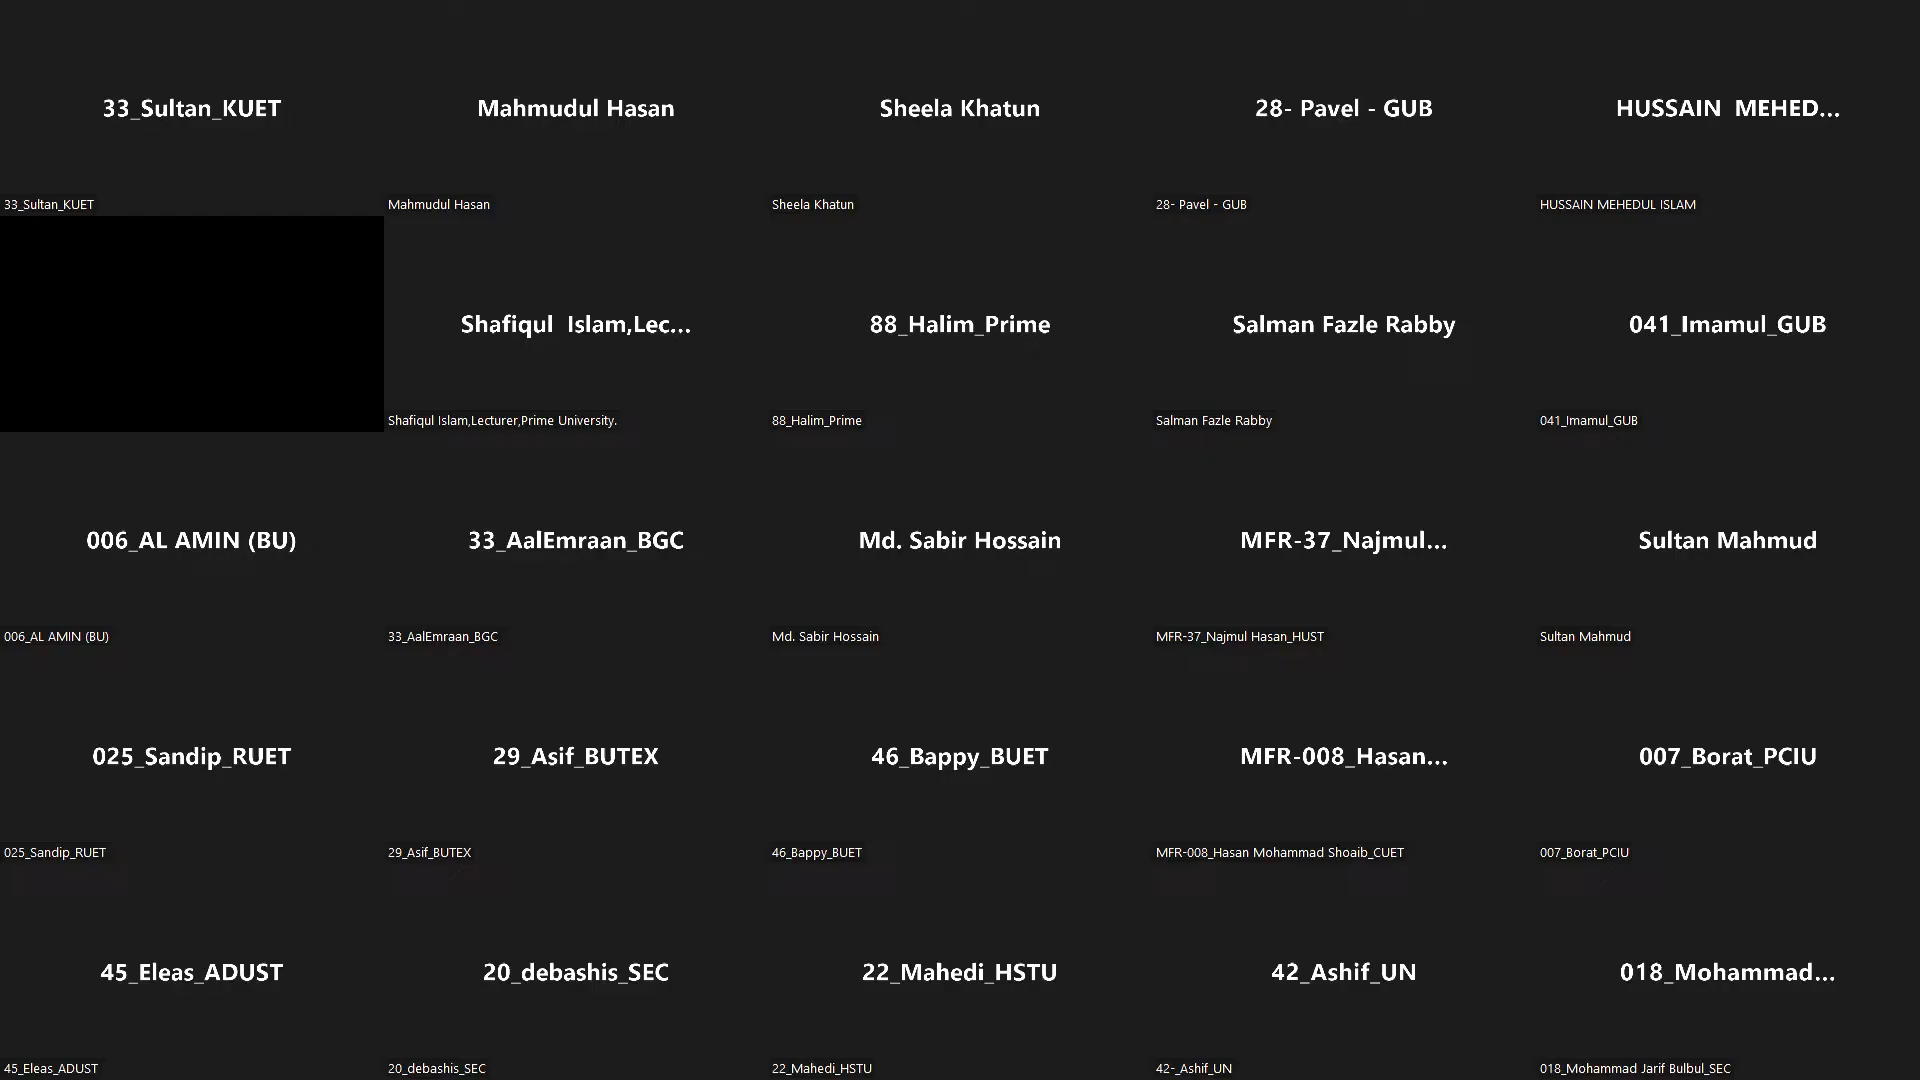 33_Sultan_KUET
Mahmudul Hasan
Sheela Khatun
28- Pavel - GUB
HUSSAIN  MEHED...
33_Sultan_KUET
Mahmudul Hasan
Sheela Khatun
28- Pavel - GUB
HUSSAIN MEHEDUL ISLAM
Shafiqul  Islam,Lec...
88_Halim_Prime
Salman Fazle Rabby
041_Imamul_GUB
Shafiqul Islam,Lecturer,Prime University.
88_Halim_Prime
Salman Fazle Rabby
041_Imamul_GUB
006_AL AMIN (BU)
33_AalEmraan_BGC
Md. Sabir Hossain
MFR-37_Najmul...
Sultan Mahmud
006_AL AMIN (BU)
33_AalEmraan_BGC
Md. Sabir Hossain
MFR-37_Najmul Hasan_HUST
Sultan Mahmud
025_Sandip_RUET
29_Asif_BUTEX
46_Bappy_BUET
MFR-008_Hasan...
007_Borat_PCIU
025_Sandip_RUET
29_Asif_BUTEX
46_Bappy_BUET
MFR-008_Hasan Mohammad Shoaib_CUET
007_Borat_PCIU
45_Eleas_ADUST
20_debashis_SEC
22_Mahedi_HSTU
42_Ashif_UN
018_Mohammad...
45_Eleas_ADUST
20_debashis_SEC
22_Mahedi_HSTU
42-_Ashif_UN
018_Mohammad Jarif Bulbul_SEC